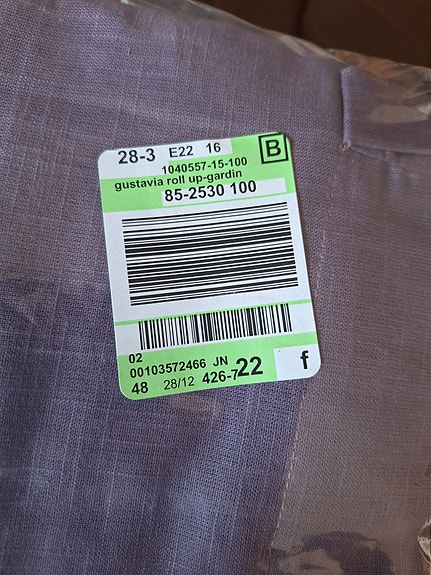 28-3 E22 16 B
1040557-15-100
gustavia roll up-gardin
85-2530 100
02
00103572466 JN
48 28/12 426-722
f